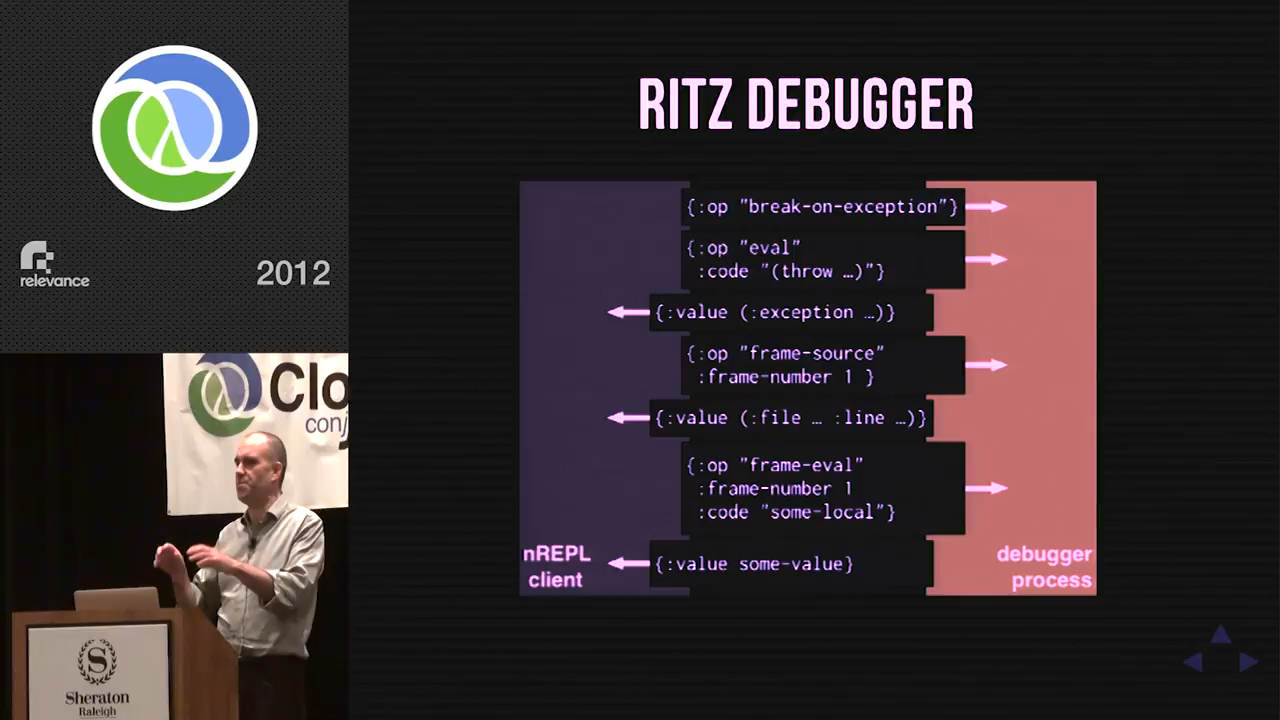 relevance
2012
Clo
conj
Sheraton
Raleigh
RITZ DEBUGGER
{:op "break-on-exception"}
{:op "eval"
:code "(throw …)"}
{:value (:exception …)}
{:op "frame-source"
:frame-number 1 }
{:value (:file … :line …)}
{:op "frame-eval"
:frame-number 1
:code "some-local"}
{:value some-value}
nREPL
client
debugger
process